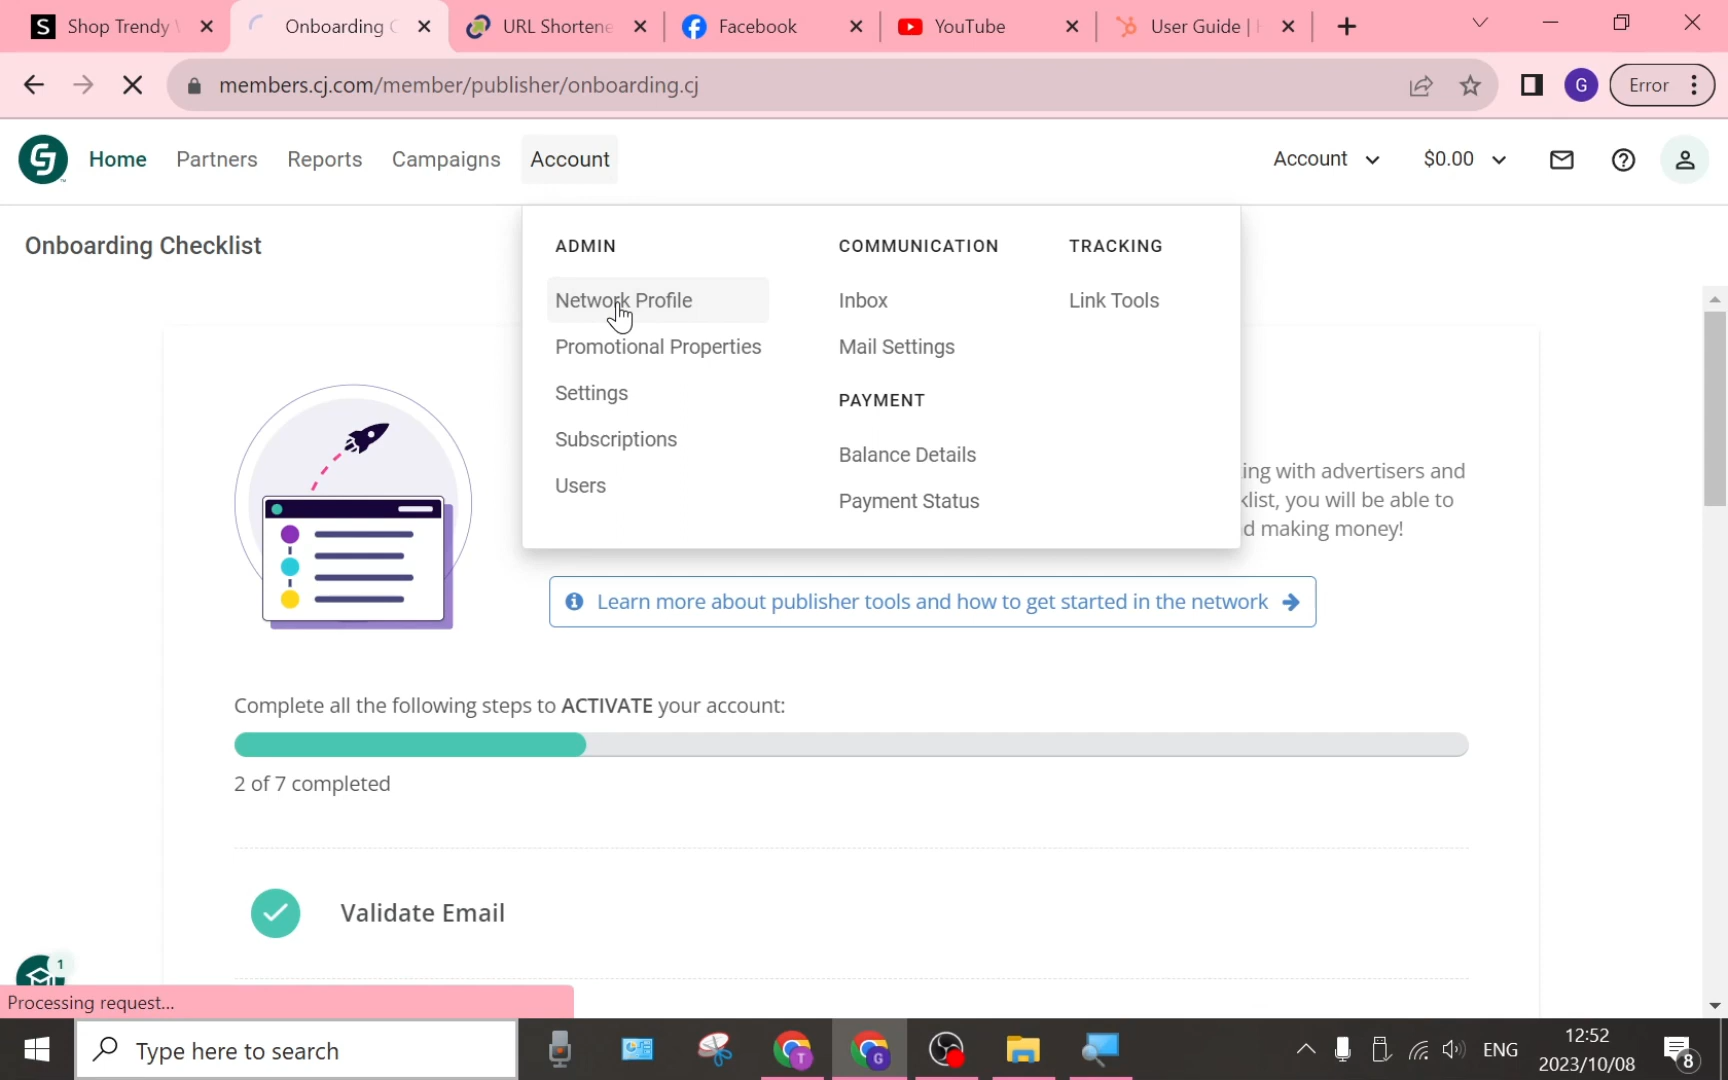 Shop Trendy
Onboarding
URL Shortene
Facebook
YouTube
User Guide |
members.cj.com/member/publisher/onboarding.cj
G
Error
Home
Partners
Reports
Campaigns
Account
Account
$0.00
Onboarding Checklist
ADMIN
Network Profile
Promotional Properties
Settings
Subscriptions
Users
COMMUNICATION
Inbox
Mail Settings
PAYMENT
Balance Details
Payment Status
TRACKING
Link Tools
ing with advertisers and
klist, you will be able to
d making money!
Learn more about publisher tools and how to get started in the network
Complete all the following steps to ACTIVATE your account:
2 of 7 completed
Validate Email
1
Processing request...
Type here to search
T
G
ENG
12:52
2023/10/08
8